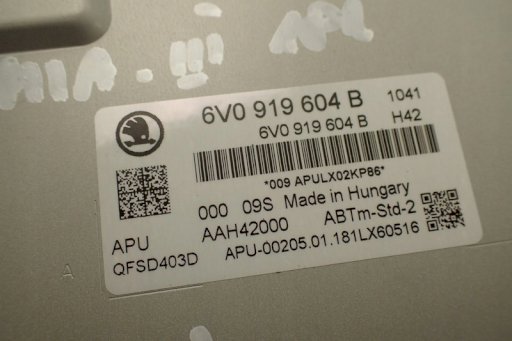 6V0 919 604 B 1041
6V0 919 604 B H42
*009 APULX02KP86*
000 09S Made in Hungary
APU AAH42000 ABTm-Std-2
QFSD403D APU-00205.01.181LX60516
A